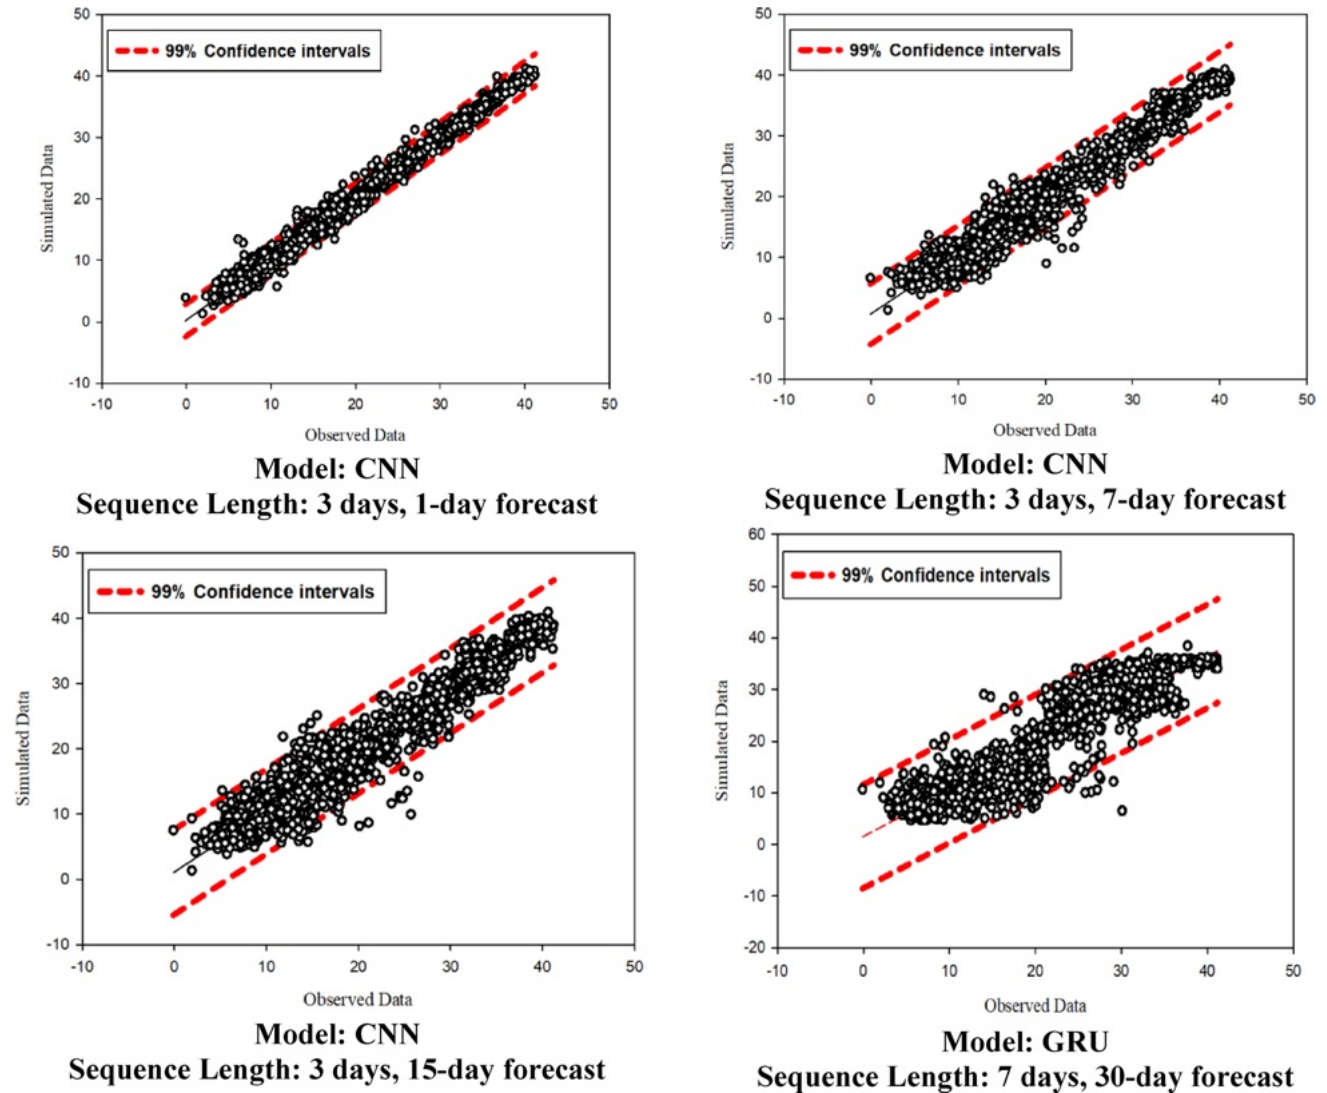 50
99% Confidence intervals
40
30
20
10
0
-10
-10 0 10 20 30 40 50
Simulated Data
Observed Data
Model: CNN
Sequence Length: 3 days, 1-day forecast
50
99% Confidence intervals
40
30
20
10
0
-10
-10 0 10 20 30 40 50
Simulated Data
Observed Data
Model: CNN
Sequence Length: 3 days, 7-day forecast
50
99% Confidence intervals
40
30
20
10
0
-10
-10 0 10 20 30 40 50
Simulated Data
Observed Data
Model: CNN
Sequence Length: 3 days, 15-day forecast
60
99% Confidence intervals
50
40
30
20
10
0
-10
-20
-10 0 10 20 30 40 50
Simulated Data
Observed Data
Model: GRU
Sequence Length: 7 days, 30-day forecast